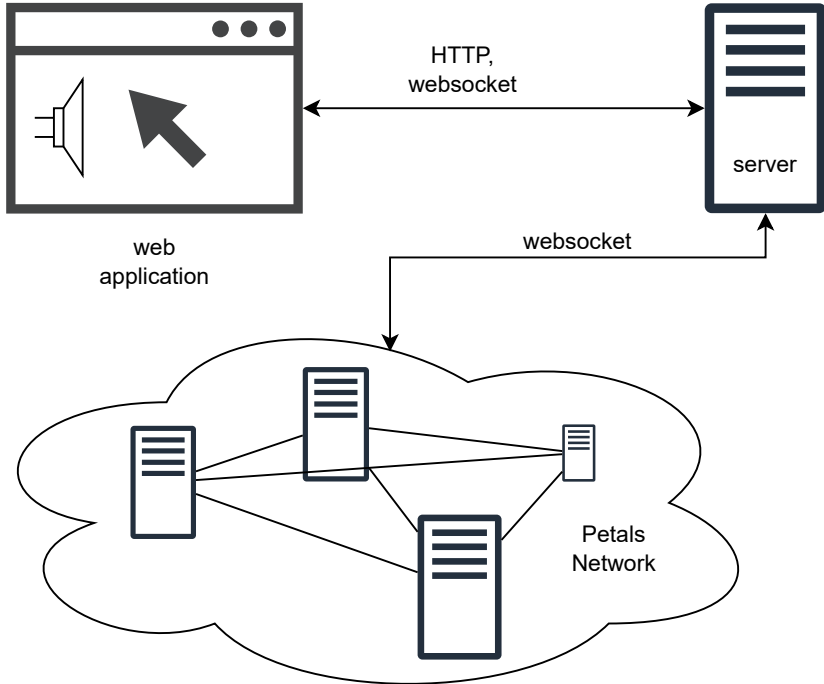 HTTP,
websocket
server
web
application
websocket
Petals
Network